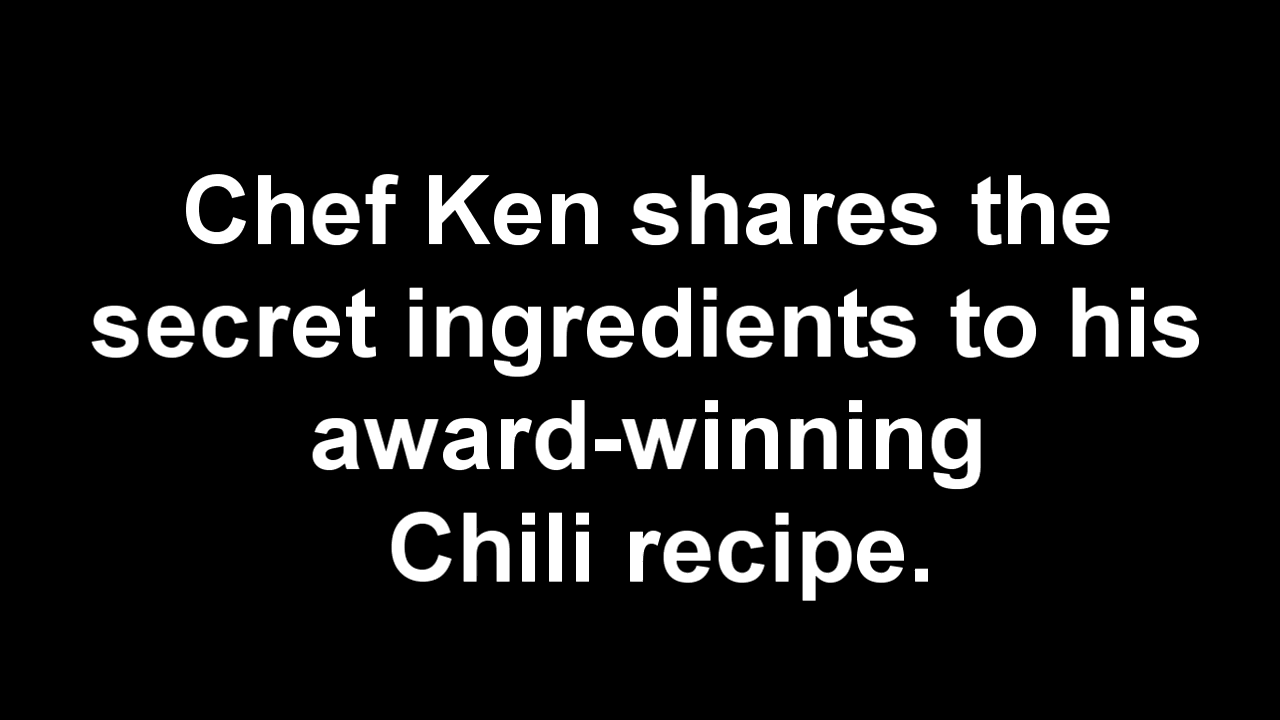 Chef Ken shares the
secret ingredients to his
award-winning
Chili recipe.